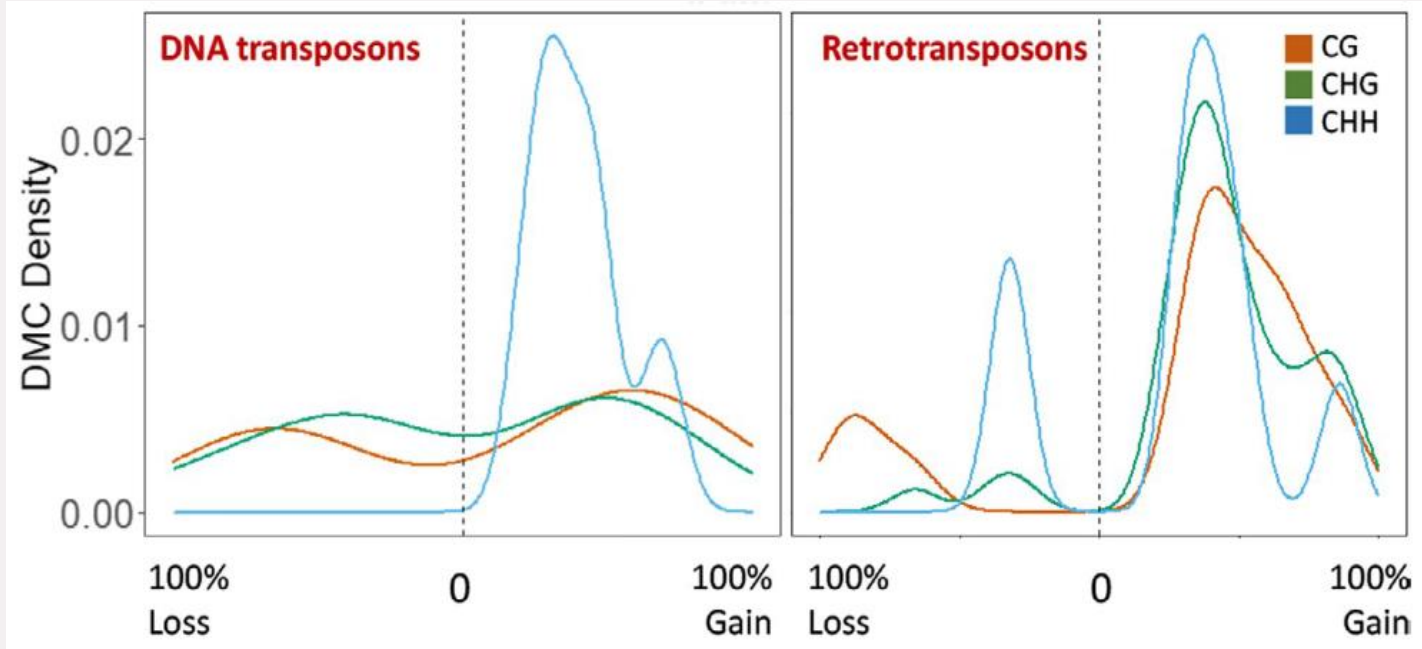 DNA transposons
Retrotransposons
CG
CHG
CHH
DMC Density
0.02
0.01
0.00
100%
Loss
0
100%
Gain
100%
Loss
0
100%
Gain